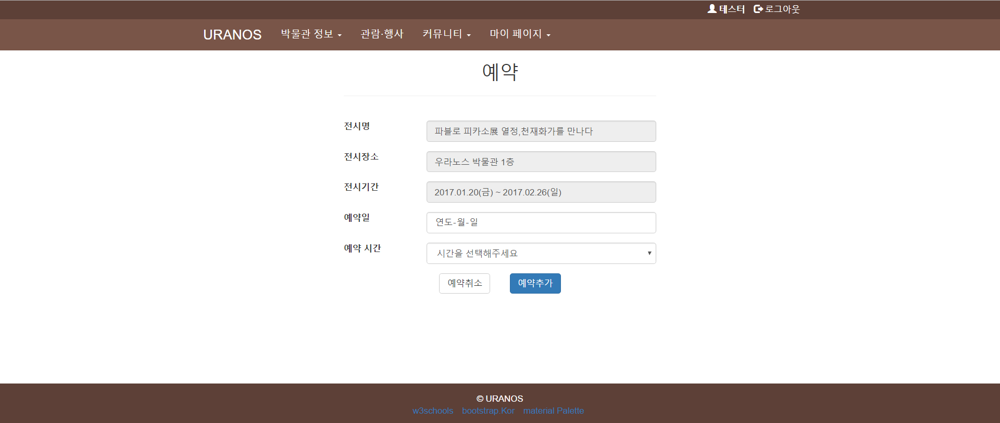 테스터 로그아웃
URANOS 박물관 정보 관람·행사 커뮤니티 마이 페이지
예약
전시명 파블로 피카소展 열정,천재화가를 만나다
전시장소 우라노스 박물관 1층
전시기간 2017.01.20(금) ~ 2017.02.26(일)
예약일 연도-월-일
예약 시간 시간을 선택해주세요
예약취소 예약추가
© URANOS
w3schools bootstrap.Kor material Palette